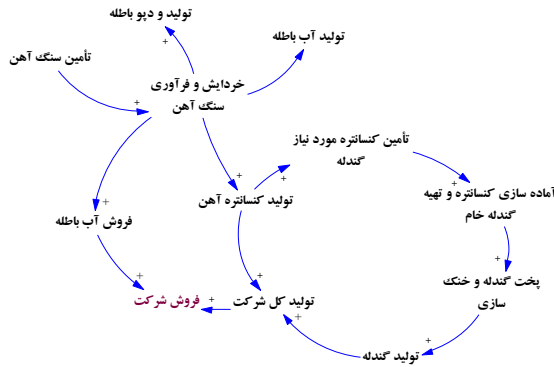 تولید و دپو باطله
تولید آب باطله
تأمین سنگ آهن
خردایش و فرآوری
سنگ آهن
تأمین کنسانتره مورد نیاز
گندله
آماده سازی کنسانتره و تهیه
گندله خام
تولید کنسانتره آهن
فروش آب باطله
پخت گندله و خنک
سازی
تولید کل شرکت
فروش شرکت
تولید گندله